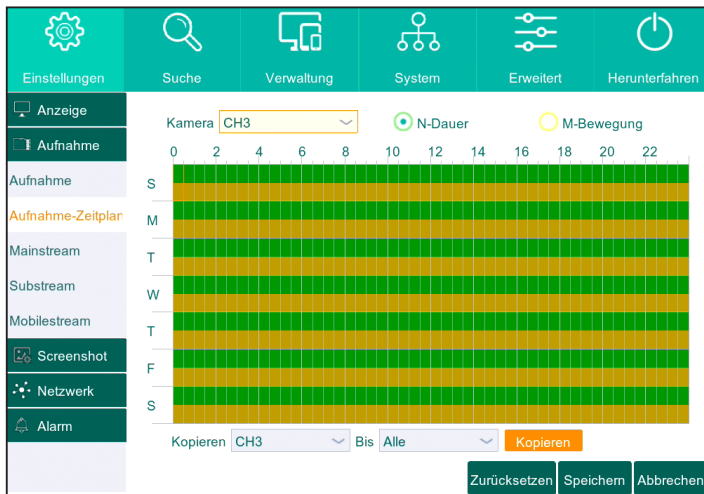 Einstellungen Suche Verwaltung System Erweitert Herunterfahren
Anzeige
Aufnahme
Aufnahme
Aufnahme-Zeitplan
Mainstream
Substream
Mobilestream
Screenshot
Netzwerk
Alarm
Kamera CH3 N-Dauer M-Bewegung
0 2 4 6 8 10 12 14 16 18 20 22
S
M
T
W
T
F
S
Kopieren CH3 Bis Alle Kopieren
Zurücksetzen Speichern Abbrechen